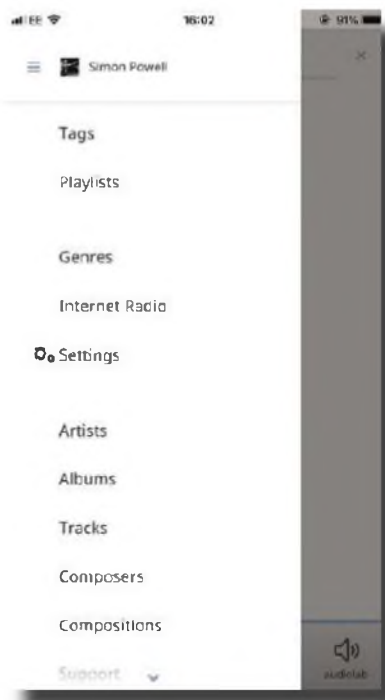 EE
16:02
91%
Simon Powell
Tags
Playlists
Genres
Internet Radio
Settings
Artists
Albums
Tracks
Composers
Compositions
Support
audiolab